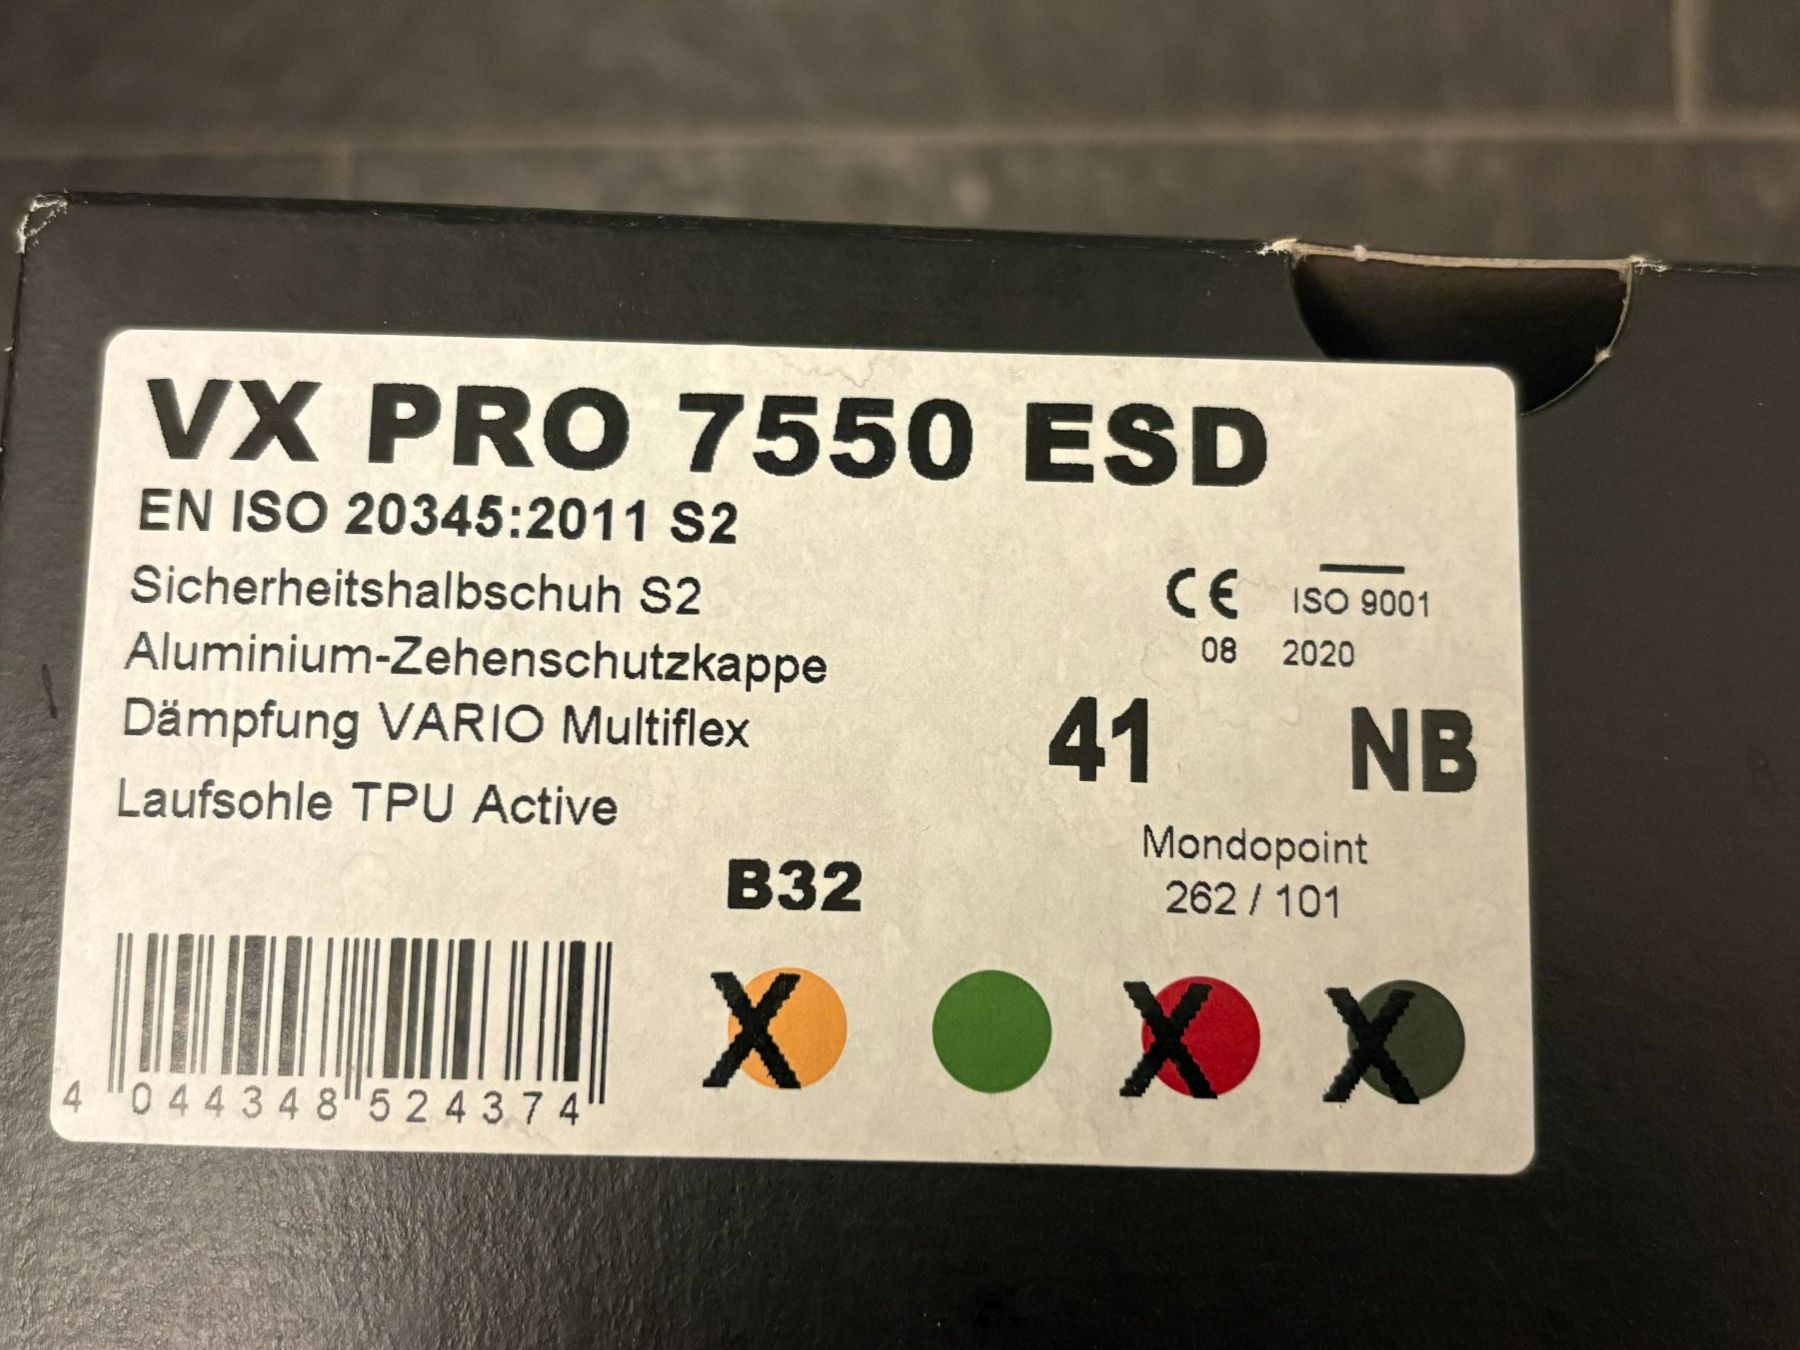 VX PRO 7550 ESD
EN ISO 20345:2011 S2
Sicherheitshalbschuh S2
Aluminium-Zehenschutzkappe
Dämpfung VARIO Multiflex
Laufsohle TPU Active
CE ISO 9001
08 2020
41 NB
Mondopoint
262 / 101
B32
X X X
4 044348 524374